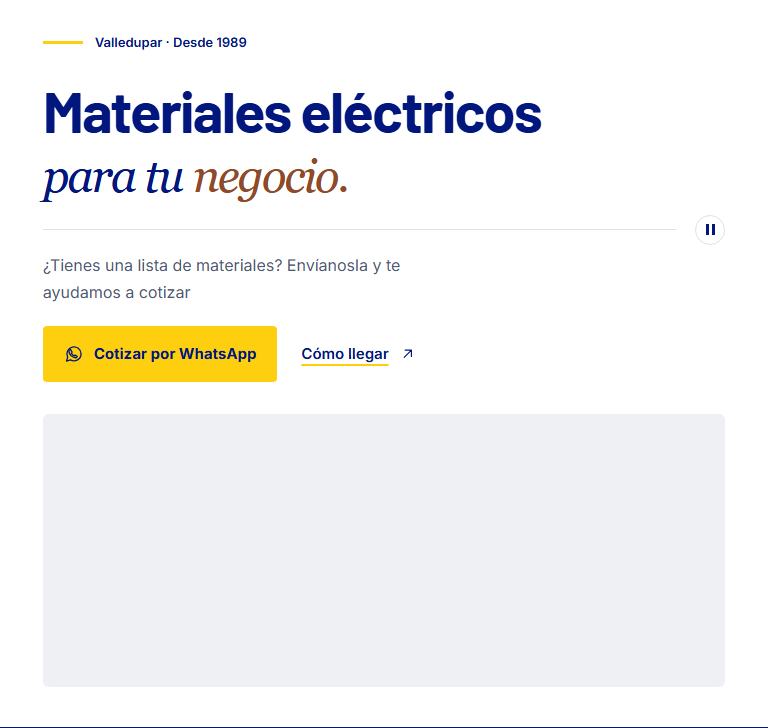 Valledupar · Desde 1989
Materiales eléctricos
para tu negocio.
¿Tienes una lista de materiales? Envíanosla y te
ayudamos a cotizar
Cotizar por WhatsApp
Cómo llegar